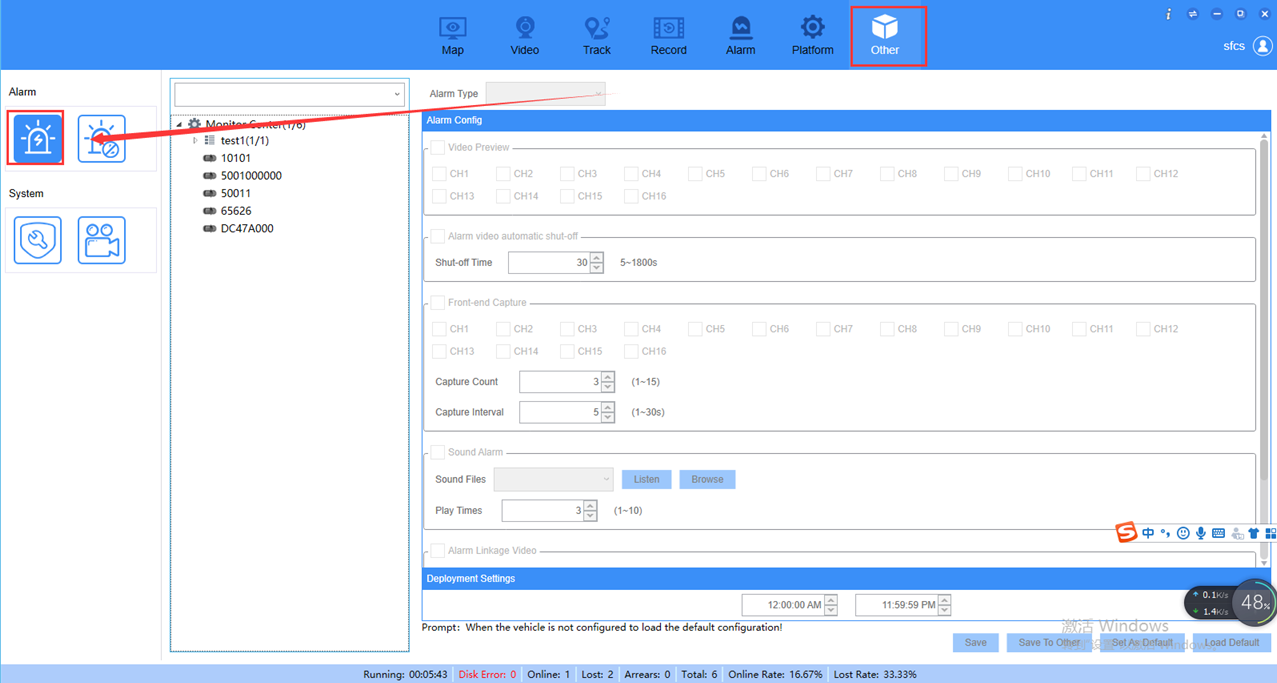 Map Video Track Record Alarm Platform Other
sfcs
Alarm
System
Monitor Center(1/6)
test1(1/1)
10101
5001000000
50011
65626
DC47A000
Alarm Type
Alarm Config
Video Preview
CH1 CH2 CH3 CH4 CH5 CH6 CH7 CH8 CH9 CH10 CH11 CH12
CH13 CH14 CH15 CH16
Alarm video automatic shut-off
Shut-off Time 30 5~1800s
Front-end Capture
CH1 CH2 CH3 CH4 CH5 CH6 CH7 CH8 CH9 CH10 CH11 CH12
CH13 CH14 CH15 CH16
Capture Count 3 (1~15)
Capture Interval 5 (1~30s)
Sound Alarm
Sound Files Listen Browse
Play Times 3 (1~10)
中
Alarm Linkage Video
Deployment Settings
12:00:00 AM 11:59:59 PM
0.1K/s
1.4K/s
48%
Prompt: When the vehicle is not configured to load the default configuration!
激活 Windows
Save Save To Other Set As Default Load Default
Running: 00:05:43 Disk Error: 0 Online: 1 Lost: 2 Arrears: 0 Total: 6 Online Rate: 16.67% Lost Rate: 33.33%